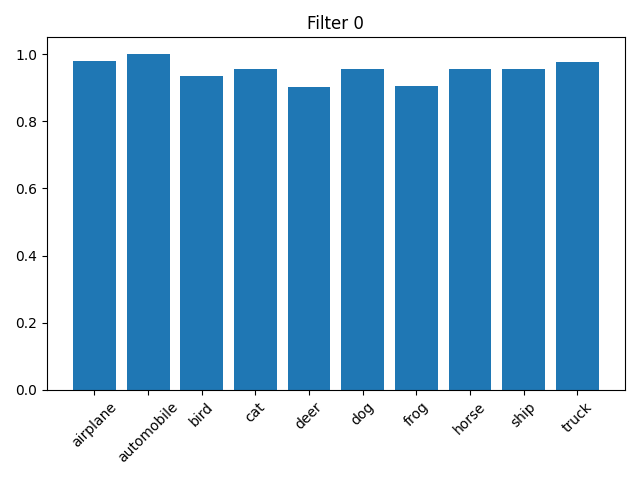 Filter 0
1.0
0.8
0.6
0.4
0.2
0.0
airplane
automobile
bird
cat
deer
dog
frog
horse
ship
truck